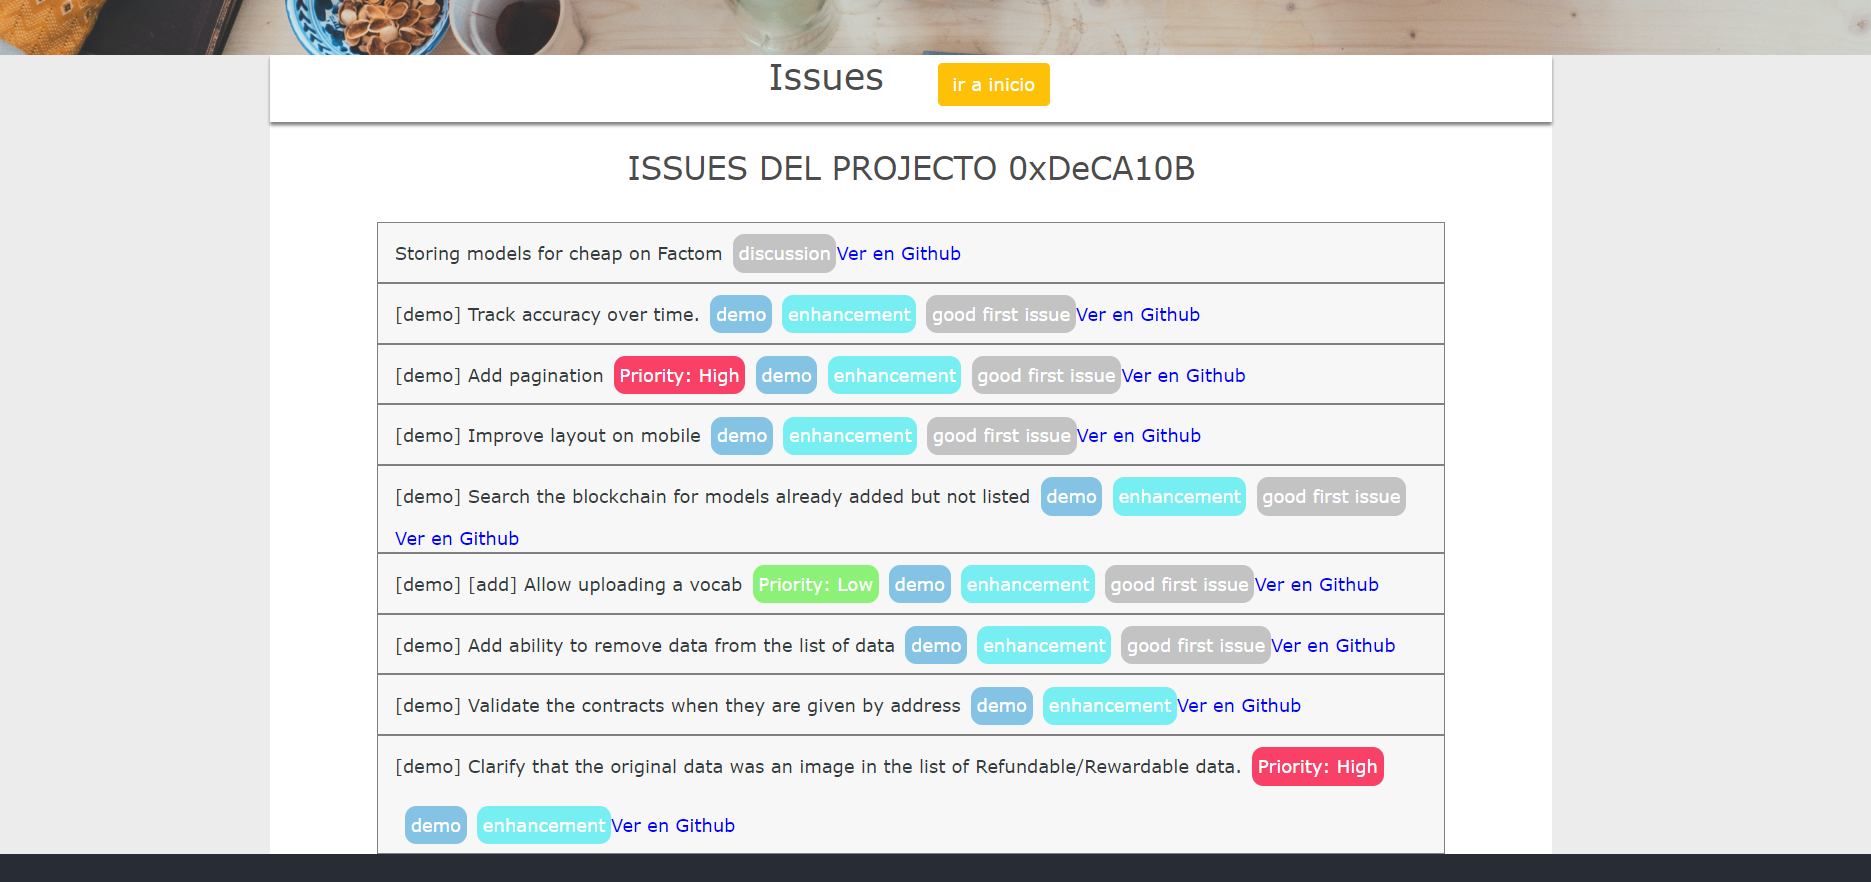 Issues ir a inicio
ISSUES DEL PROJECTO 0xDeCA10B
Storing models for cheap on Factom discussion Ver en Github
[demo] Track accuracy over time. demo enhancement good first issue Ver en Github
[demo] Add pagination Priority: High demo enhancement good first issue Ver en Github
[demo] Improve layout on mobile demo enhancement good first issue Ver en Github
[demo] Search the blockchain for models already added but not listed demo enhancement good first issue
Ver en Github
[demo] [add] Allow uploading a vocab Priority: Low demo enhancement good first issue Ver en Github
[demo] Add ability to remove data from the list of data demo enhancement good first issue Ver en Github
[demo] Validate the contracts when they are given by address demo enhancement Ver en Github
[demo] Clarify that the original data was an image in the list of Refundable/Rewardable data. Priority: High
demo enhancement Ver en Github